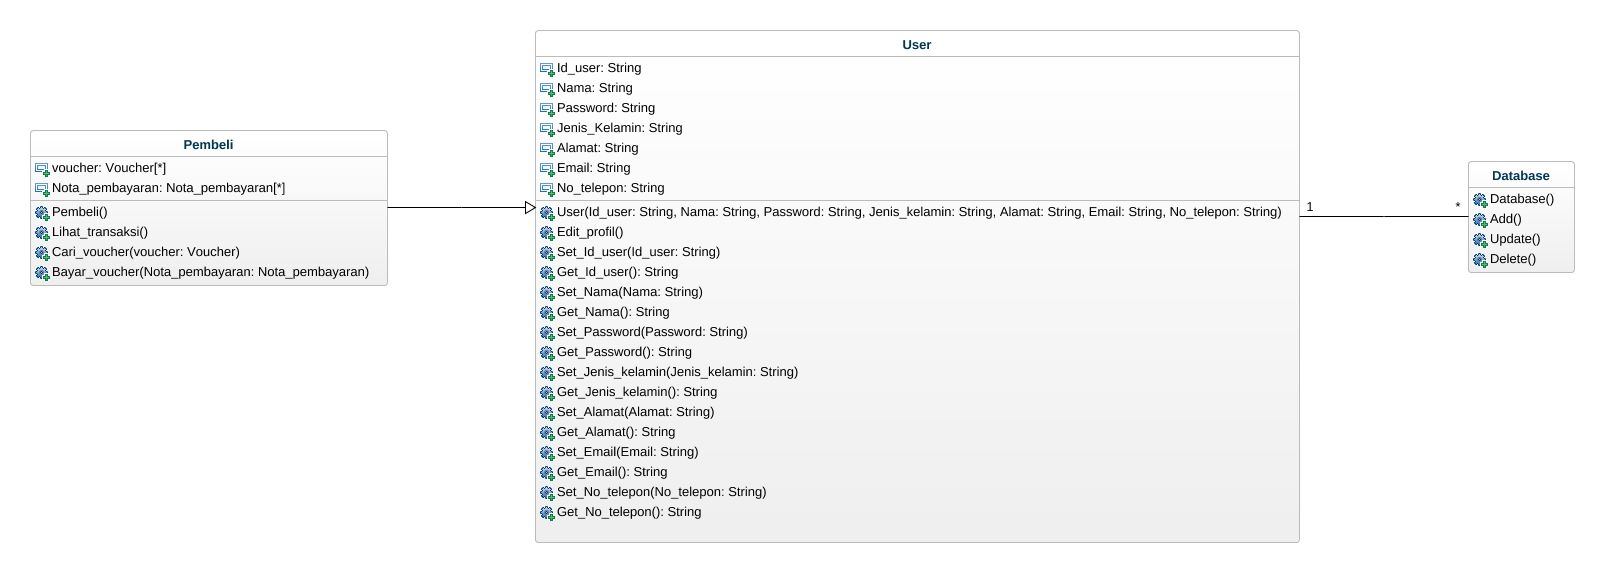 Pembeli
voucher: Voucher[*]
Nota_pembayaran: Nota_pembayaran[*]
Pembeli()
Lihat_transaksi()
Cari_voucher(voucher: Voucher)
Bayar_voucher(Nota_pembayaran: Nota_pembayaran)
User
Id_user: String
Nama: String
Password: String
Jenis_Kelamin: String
Alamat: String
Email: String
No_telepon: String
User(Id_user: String, Nama: String, Password: String, Jenis_kelamin: String, Alamat: String, Email: String, No_telepon: String)
Edit_profil()
Set_Id_user(Id_user: String)
Get_Id_user(): String
Set_Nama(Nama: String)
Get_Nama(): String
Set_Password(Password: String)
Get_Password(): String
Set_Jenis_kelamin(Jenis_kelamin: String)
Get_Jenis_kelamin(): String
Set_Alamat(Alamat: String)
Get_Alamat(): String
Set_Email(Email: String)
Get_Email(): String
Set_No_telepon(No_telepon: String)
Get_No_telepon(): String
1
*
Database
Database()
Add()
Update()
Delete()